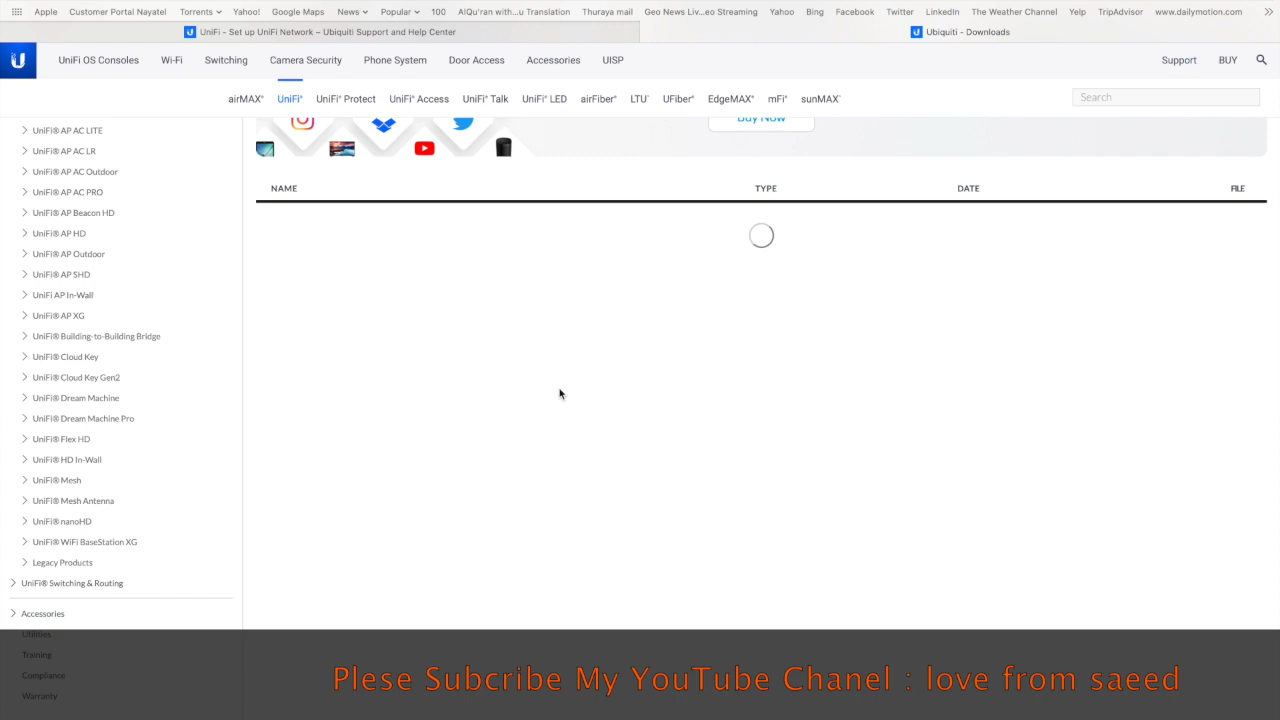 Apple Customer Portal Nayatel Torrents Yahoo! Google Maps News Popular 100 AlQu'ran with...u Translation Thuraya mail Geo News Liv...eo Streaming Yahoo Bing Facebook Twitter LinkedIn The Weather Channel Yelp TripAdvisor www.dailymotion.com
UniFi - Set up UniFi Network – Ubiquiti Support and Help Center Ubiquiti - Downloads
UniFi OS Consoles Wi-Fi Switching Camera Security Phone System Door Access Accessories UISP Support BUY
airMAX® UniFi® UniFi® Protect UniFi® Access UniFi® Talk UniFi® LED airFiber® LTU™ UFiber® EdgeMAX® mFi® sunMAX™ Search
Buy Now
NAME TYPE DATE FILE
UniFi® AP AC LITE
UniFi® AP AC LR
UniFi® AP AC Outdoor
UniFi® AP AC PRO
UniFi® AP Beacon HD
UniFi® AP HD
UniFi® AP Outdoor
UniFi® AP SHD
UniFi AP In-Wall
UniFi® AP XG
UniFi® Building-to-Building Bridge
UniFi® Cloud Key
UniFi® Cloud Key Gen2
UniFi® Dream Machine
UniFi® Dream Machine Pro
UniFi® Flex HD
UniFi® HD In-Wall
UniFi® Mesh
UniFi® Mesh Antenna
UniFi® nanoHD
UniFi® WiFi BaseStation XG
Legacy Products
UniFi® Switching & Routing
Accessories
Utilities
Training
Compliance
Warranty
Plese Subcribe My YouTube Chanel : love from saeed